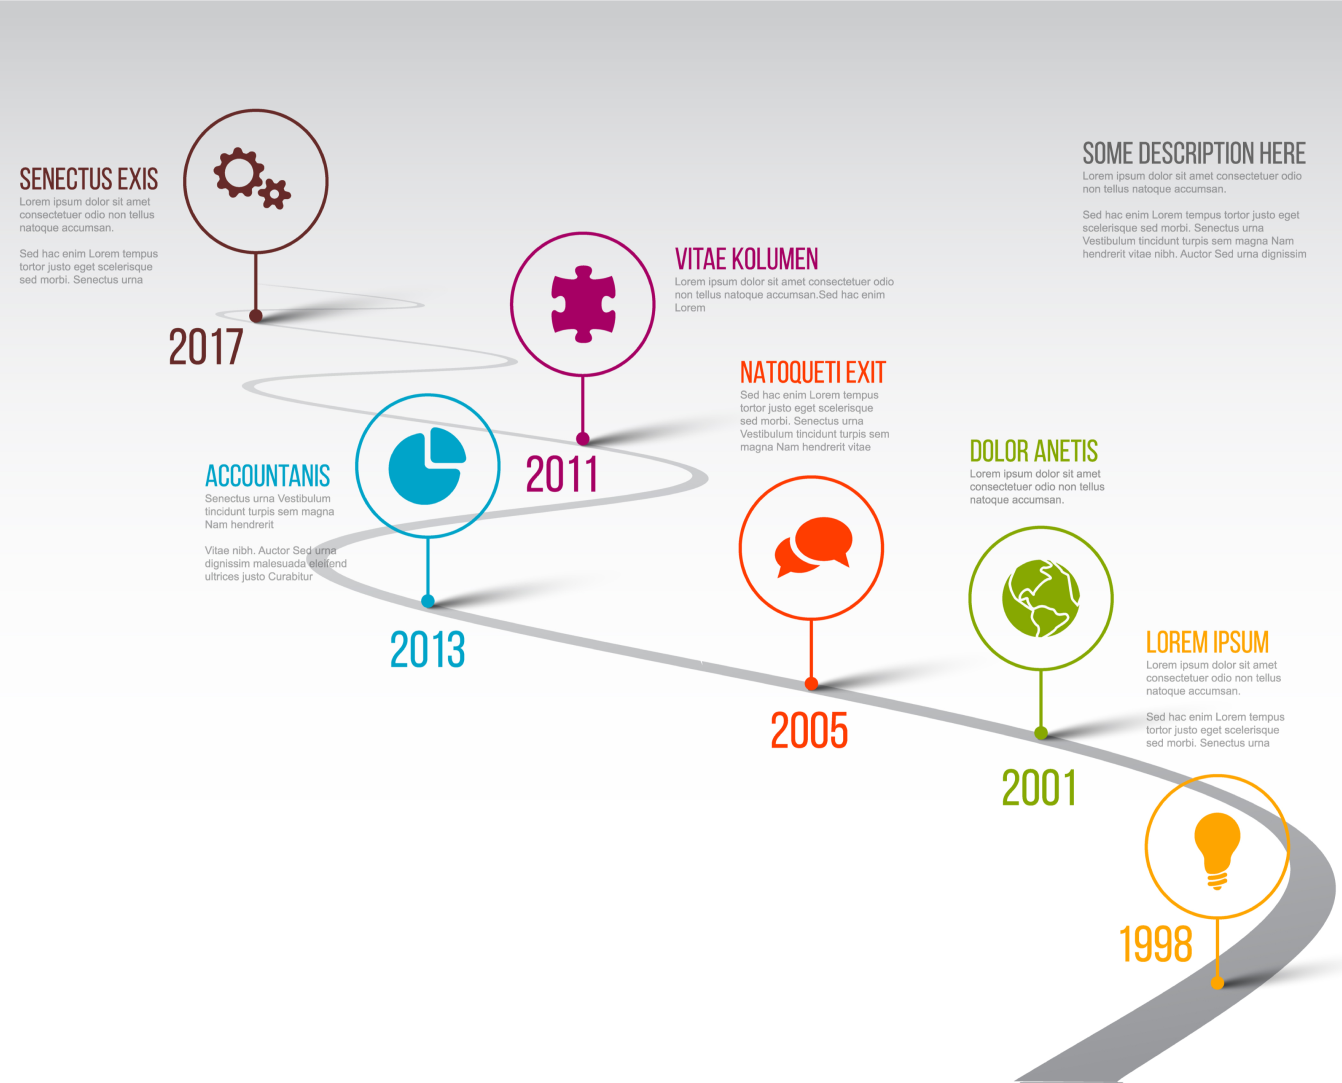 SOME DESCRIPTION HERE
Lorem ipsum dolor sit amet consectetuer odio
non tellus natoque accumsan.
Sed hac enim Lorem tempus tortor justo eget
scelerisque sed morbi. Senectus urna
Vestibulum tincidunt turpis sem magna Nam
hendrerit vitae nibh. Auctor Sed urna dignissim
SENECTUS EXIS
Lorem ipsum dolor sit amet
consectetuer odio non tellus
natoque accumsan.
Sed hac enim Lorem tempus
tortor justo eget scelerisque
sed morbi. Senectus urna
2017
VITAE KOLUMEN
Lorem ipsum dolor sit amet consectetuer odio
non tellus natoque accumsan.Sed hac enim
Lorem
2011
NATOQUETI EXIT
Sed hac enim Lorem tempus
tortor justo eget scelerisque
sed morbi. Senectus urna
Vestibulum tincidunt turpis sem
magna Nam hendrerit vitae
2005
ACCOUNTANIS
Senectus urna Vestibulum
tincidunt turpis sem magna
Nam hendrerit
Vitae nibh. Auctor Sed urna
dignissim malesuada eleifend
ultrices justo Curabitur
2013
DOLOR ANETIS
Lorem ipsum dolor sit amet
consectetuer odio non tellus
natoque accumsan.
2001
LOREM IPSUM
Lorem ipsum dolor sit amet
consectetuer odio non tellus
natoque accumsan.
Sed hac enim Lorem tempus
tortor justo eget scelerisque
sed morbi. Senectus urna
1998